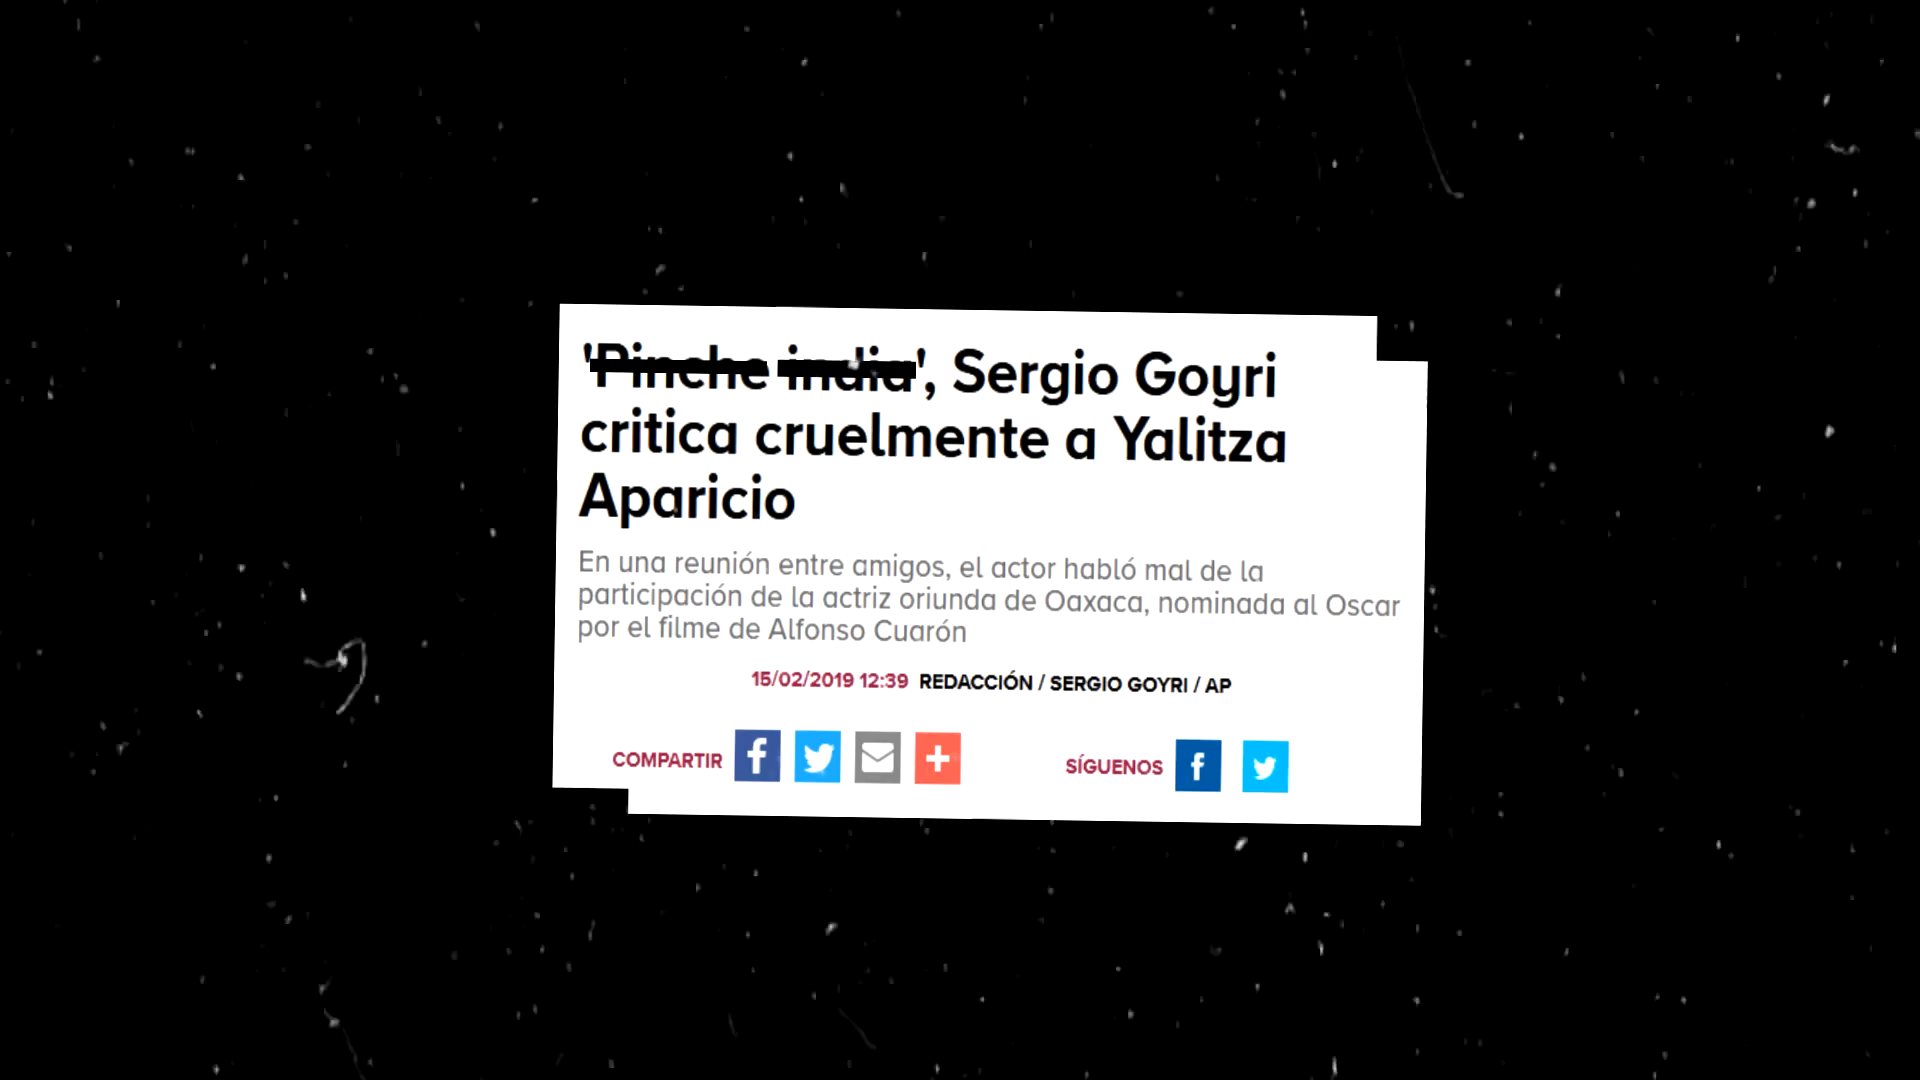 'Pinche india', Sergio Goyri
critica cruelmente a Yalitza
Aparicio
En una reunión entre amigos, el actor habló mal de la
participación de la actriz oriunda de Oaxaca, nominada al Oscar
por el filme de Alfonso Cuarón
15/02/2019 12:39 REDACCIÓN / SERGIO GOYRI / AP
COMPARTIR
SÍGUENOS